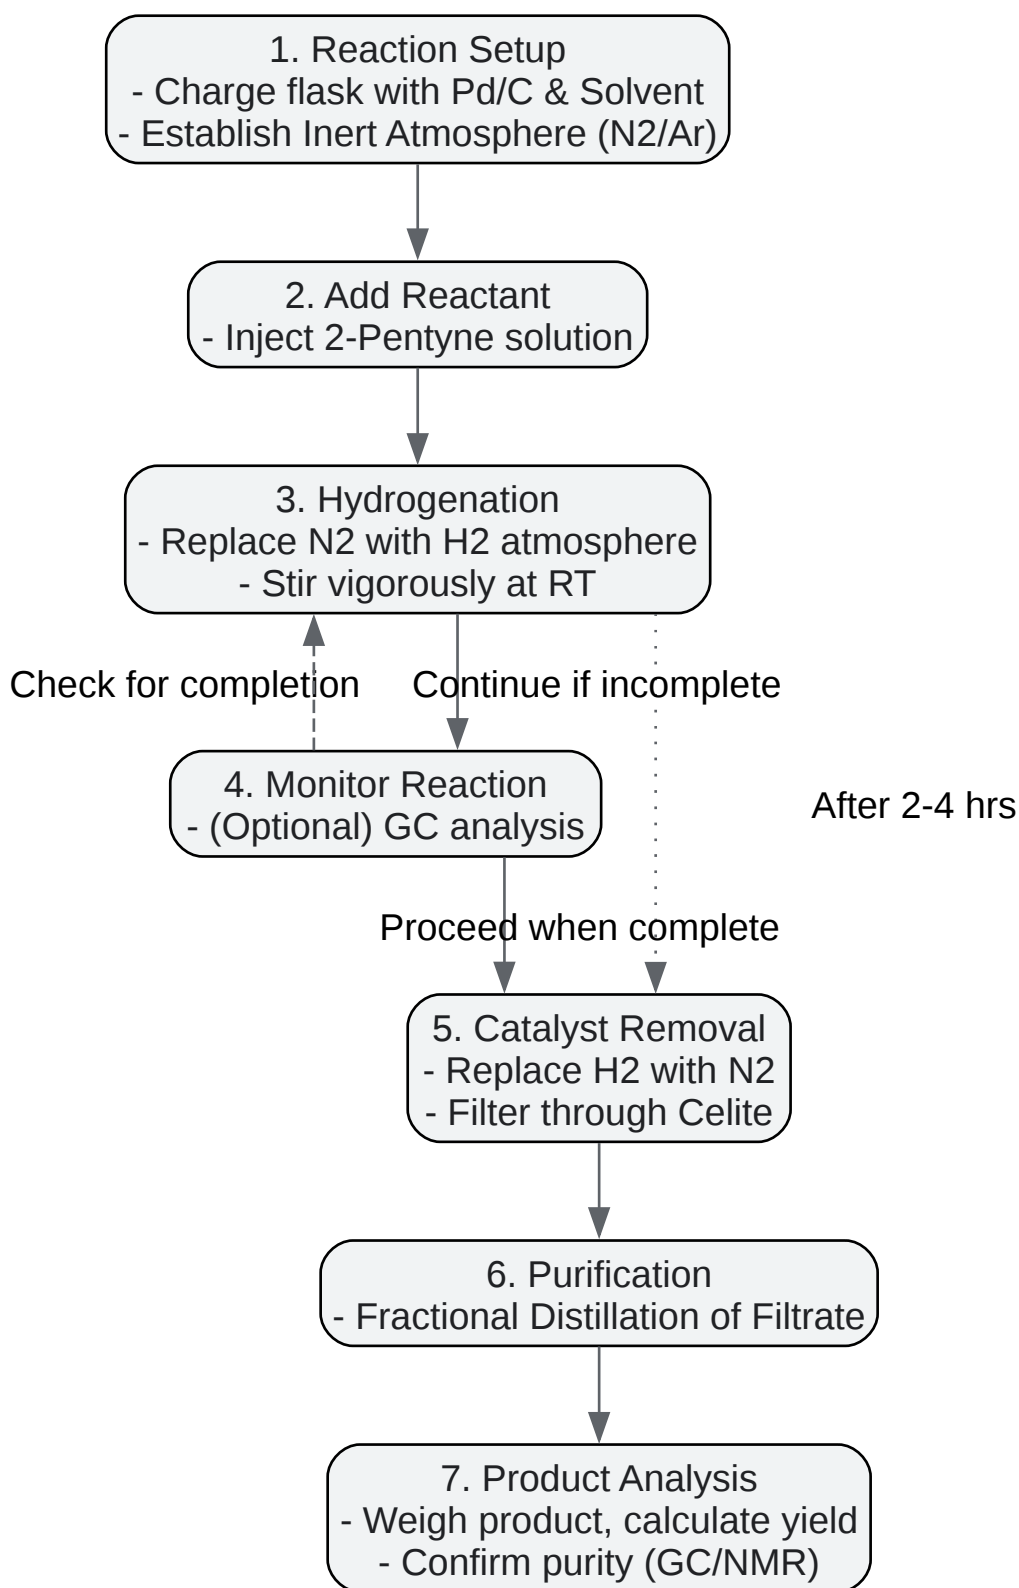 1. Reaction Setup
- Charge flask with Pd/C & Solvent
- Establish Inert Atmosphere (N2/Ar)
2. Add Reactant
- Inject 2-Pentyne solution
3. Hydrogenation
- Replace N2 with H2 atmosphere
- Stir vigorously at RT
Check for completion
Continue if incomplete
4. Monitor Reaction
- (Optional) GC analysis
After 2-4 hrs
Proceed when complete
5. Catalyst Removal
- Replace H2 with N2
- Filter through Celite
6. Purification
- Fractional Distillation of Filtrate
7. Product Analysis
- Weigh product, calculate yield
- Confirm purity (GC/NMR)